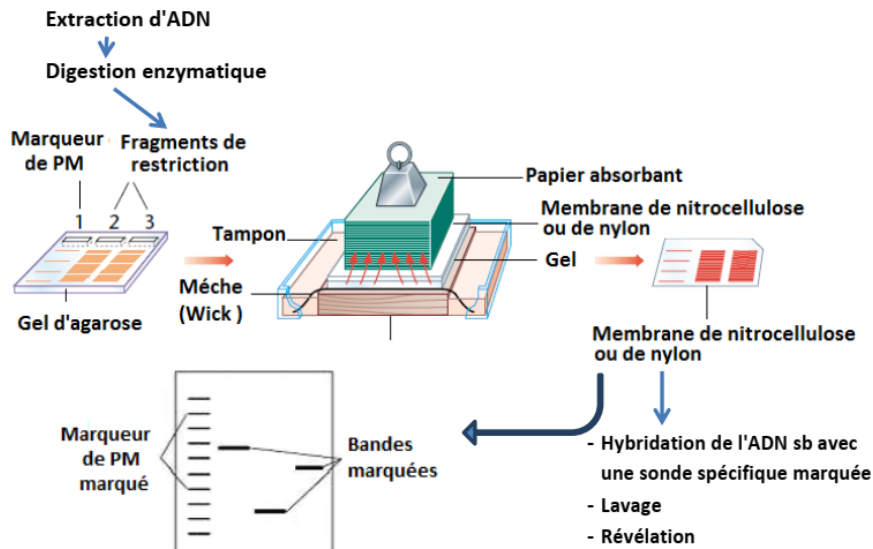 Extraction d'ADN
Digestion enzymatique
Marqueur
de PM
Fragments de
restriction
1 2 3
Gel d'agarose
Tampon
Méche
(Wick )
Papier absorbant
Membrane de nitrocellulose
ou de nylon
Gel
Membrane de nitrocellulose
ou de nylon
Marqueur
de PM
marqué
Bandes
marquées
- Hybridation de l'ADN sb avec
une sonde spécifique marquée
- Lavage
- Révélation